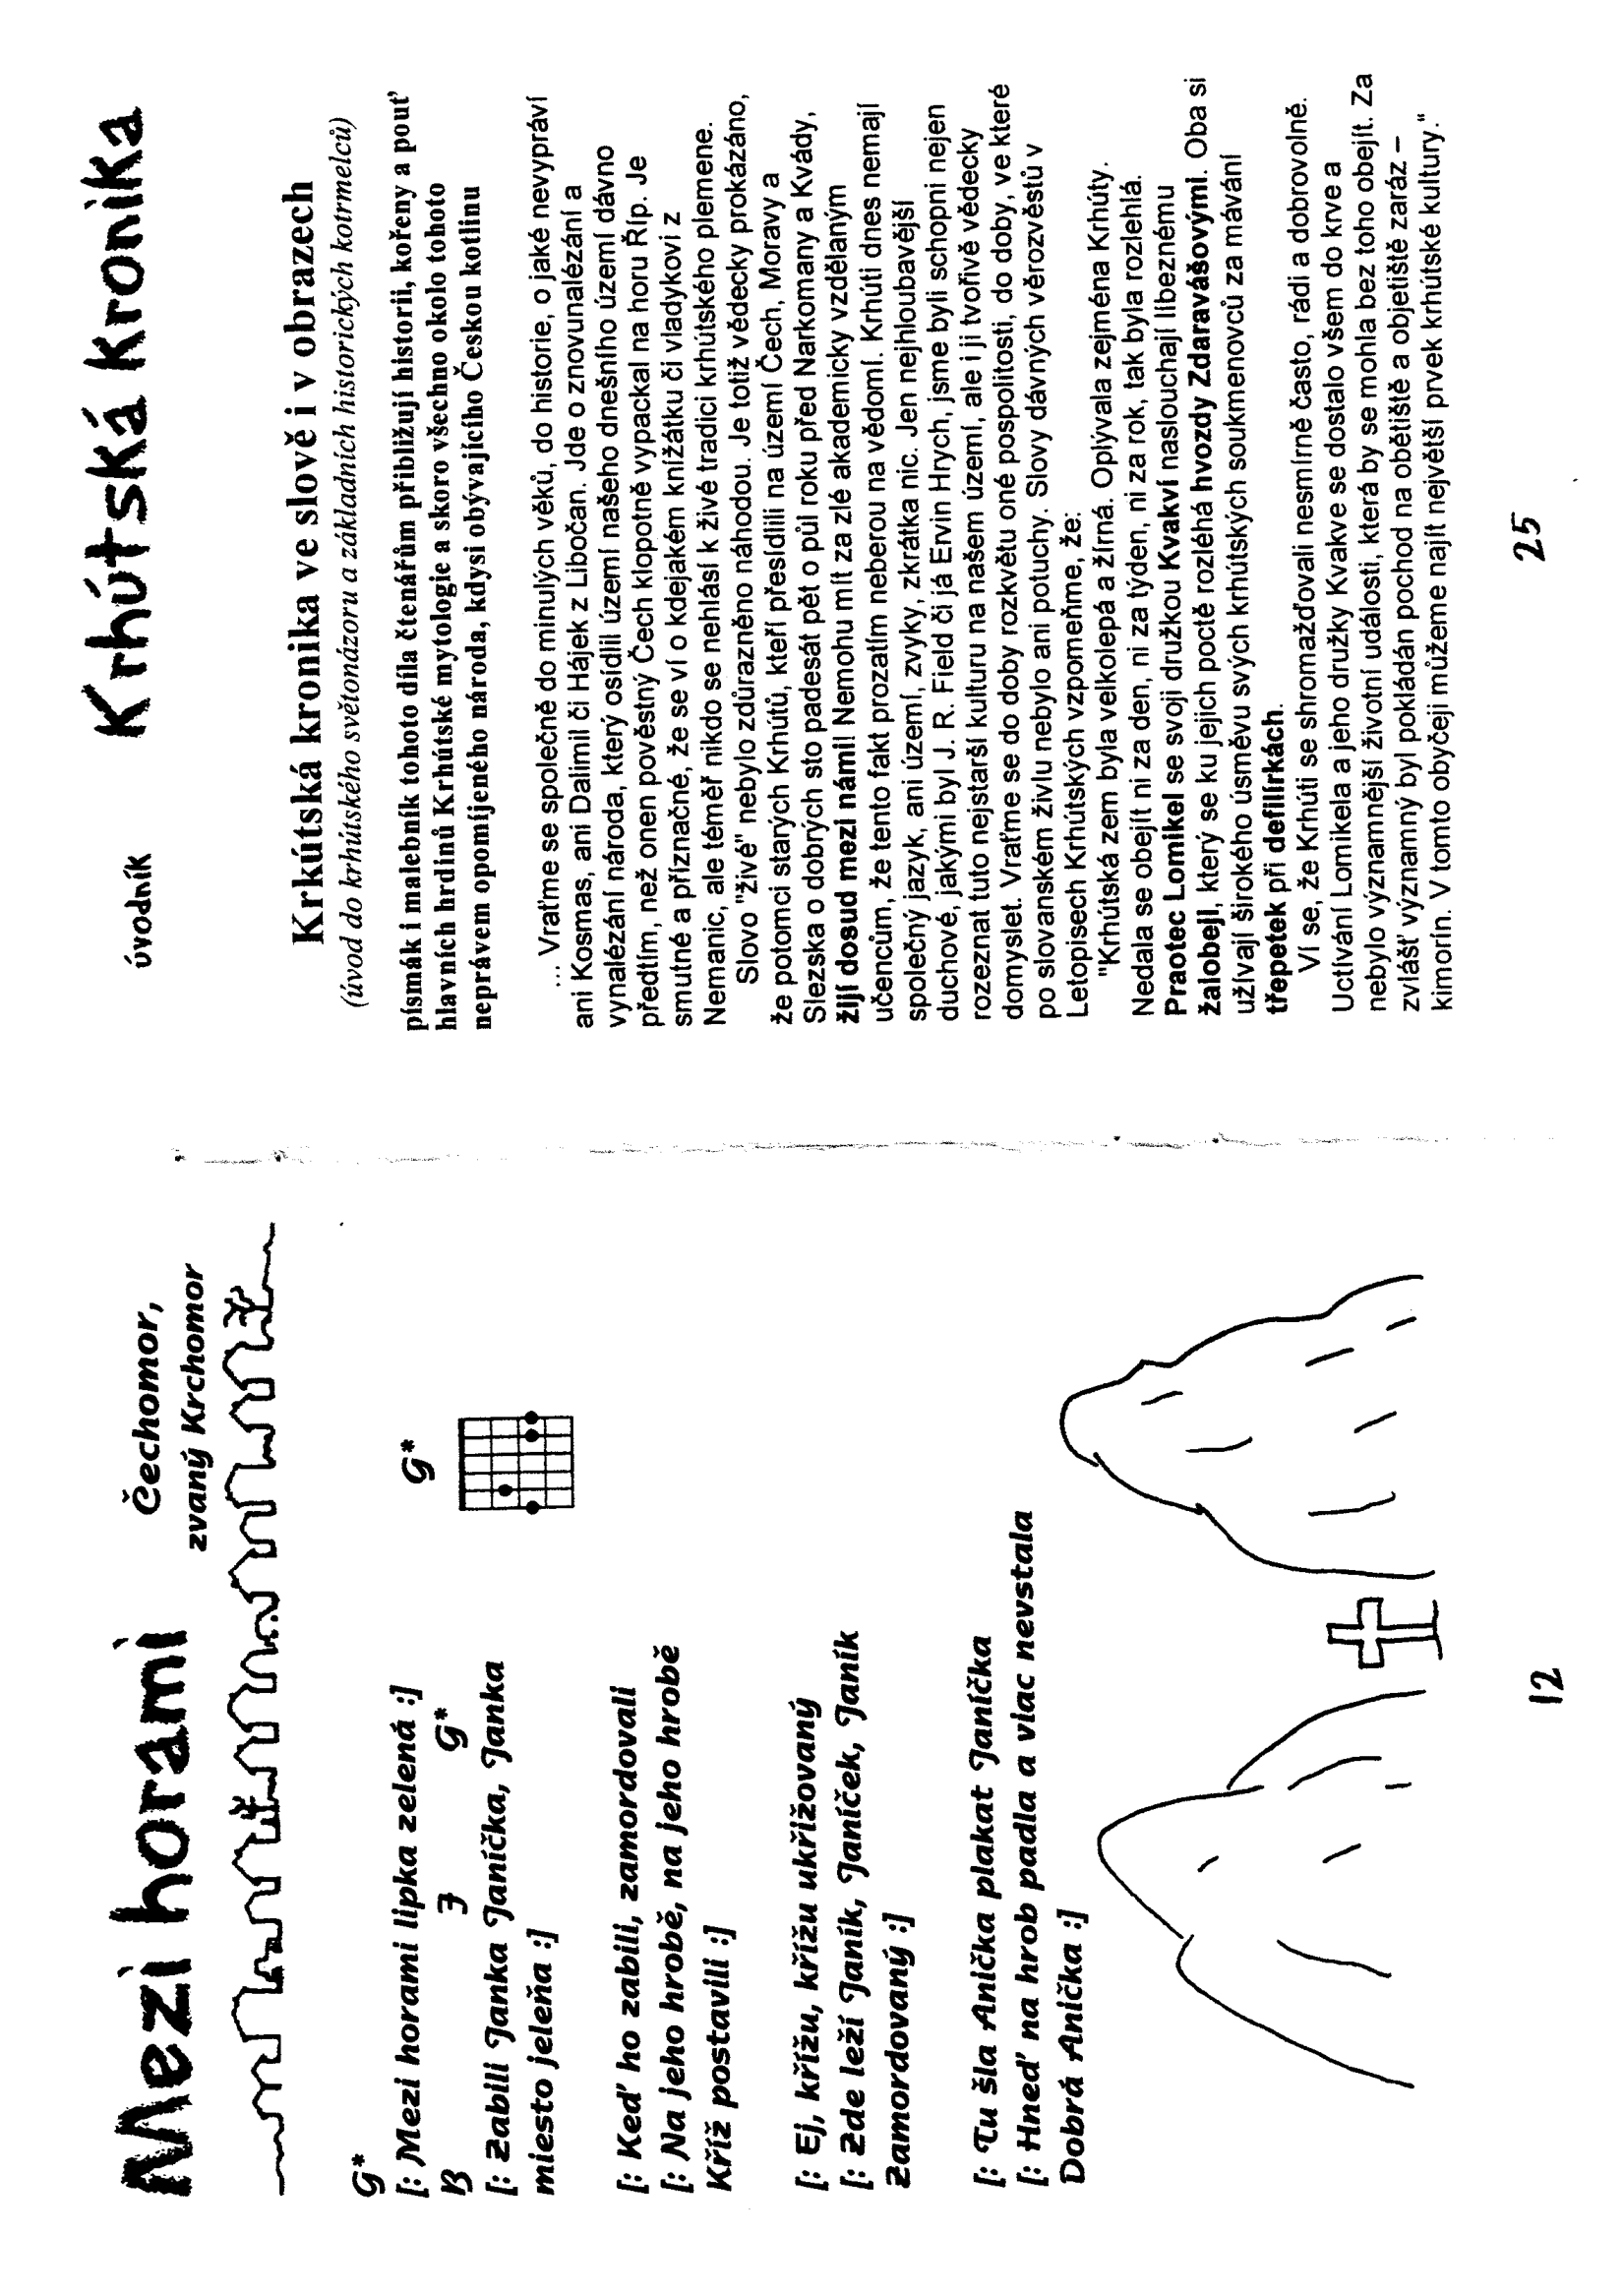 Mezi horami
Čechomor,
zvaný Krchomor
G*
[: Mezi horami lipka zelená :]
B F G*
[: Zabili Janka Janíčka, Janka
miesto jeleňa :]
G*
[: Keď ho zabili, zamordovali
[: Na jeho hrobě, na jeho hrobě
Kříž postavili :]
[: Ej, křížu, křížu ukřižovaný
[: Zde leží Janík, Janíček, Janík
Zamordovaný :]
[: Tu šla Anička plakat Janíčka
[: Hneď na hrob padla a viac nevstala
Dobrá Anička :]
12
úvodník
Krhútská kronika
Krkútská kronika ve slově i v obrazech
(úvod do krhútského světonázoru a základních historických kotrmelců)
písmák i malebník tohoto díla čtenářům přibližují historii, kořeny a pouť
hlavních hrdinů Krhútské mytologie a skoro všechno okolo tohoto
neprávem opomíjeného národa, kdysi obývajícího Českou kotlinu
... Vraťme se společně do minulých věků, do historie, o jaké nevypráví
ani Kosmas, ani Dalimil či Hájek z Libočan. Jde o znovunalézání a
vynalézání národa, který osídlil území našeho dnešního území dávno
předtím, než onen pověstný Čech klopotně vypackal na horu Říp. Je
smutné a příznačné, že se ví o kdejakém knížátku či vladykovi z
Nemanic, ale téměř nikdo se nehlásí k živé tradici krhútského plemene.
Slovo "živé" nebylo zdůrazněno náhodou. Je totiž vědecky prokázáno,
že potomci starých Krhútů, kteří přesídlili na území Čech, Moravy a
Slezska o dobrých sto padesát pět o půl roku před Narkomany a Kvády,
žijí dosud mezi námi! Nemohu mít za zlé akademicky vzdělaným
učencům, že tento fakt prozatím neberou na vědomí. Krhúti dnes nemají
společný jazyk, ani území, zvyky, zkrátka nic. Jen nejhloubavější
duchové, jakými byl J. R. Field či já Ervin Hrych, jsme byli schopni nejen
rozeznat tuto nejstarší kulturu na našem území, ale i ji tvořivě vědecky
domyslet. Vraťme se do doby rozkvětu oné pospolitosti, do doby, ve které
po slovanském živlu nebylo ani potuchy. Slovy dávných věrozvěstů v
Letopisech Krhútských vzpomeňme, že:
"Krhútská zem byla velkolepá a žírná. Oplývala zejména Krhúty.
Nedala se obejít ni za den, ni za týden, ni za rok, tak byla rozlehlá.
Praotec Lomikel se svoji družkou Kvakví naslouchají líbeznému
žalobejl, který se ku jejich poctě rozléhá hvozdy Zdaravášovými. Oba si
užívají širokého úsměvu svých krhútských soukmenovců za mávání
třepetek při defilírkách.
Ví se, že Krhúti se shromažďovali nesmírně často, rádi a dobrovolně.
Uctívání Lomikela a jeho družky Kvakve se dostalo všem do krve a
nebylo významnější životní události, která by se mohla bez toho obejít. Za
zvlášť významný byl pokládán pochod na obětiště a objetiště zaráz –
kimorín. V tomto obyčeji můžeme najít největší prvek krhútské kultury."
25